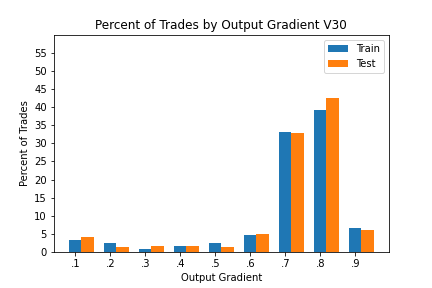 Percent of Trades by Output Gradient V30
Train
Test
Percent of Trades
55
50
45
40
35
30
25
20
15
10
5
0
.1 .2 .3 .4 .5 .6 .7 .8 .9
Output Gradient